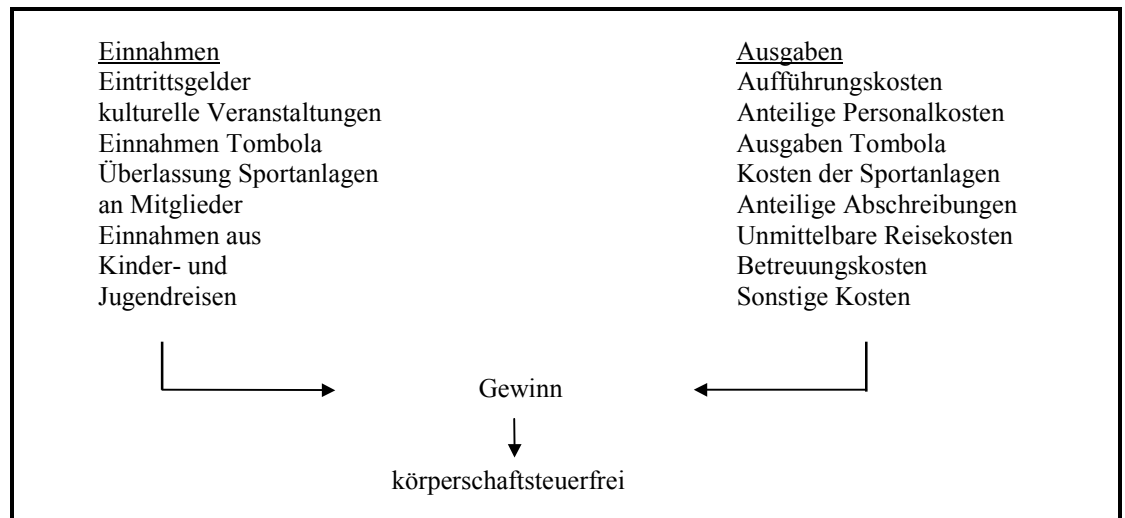 Einnahmen
Eintrittsgelder
kulturelle Veranstaltungen
Einnahmen Tombola
Überlassung Sportanlagen
an Mitglieder
Einnahmen aus
Kinder- und
Jugendreisen
Ausgaben
Aufführungskosten
Anteilige Personalkosten
Ausgaben Tombola
Kosten der Sportanlagen
Anteilige Abschreibungen
Unmittelbare Reisekosten
Betreuungskosten
Sonstige Kosten
Gewinn
körperschaftsteuerfrei